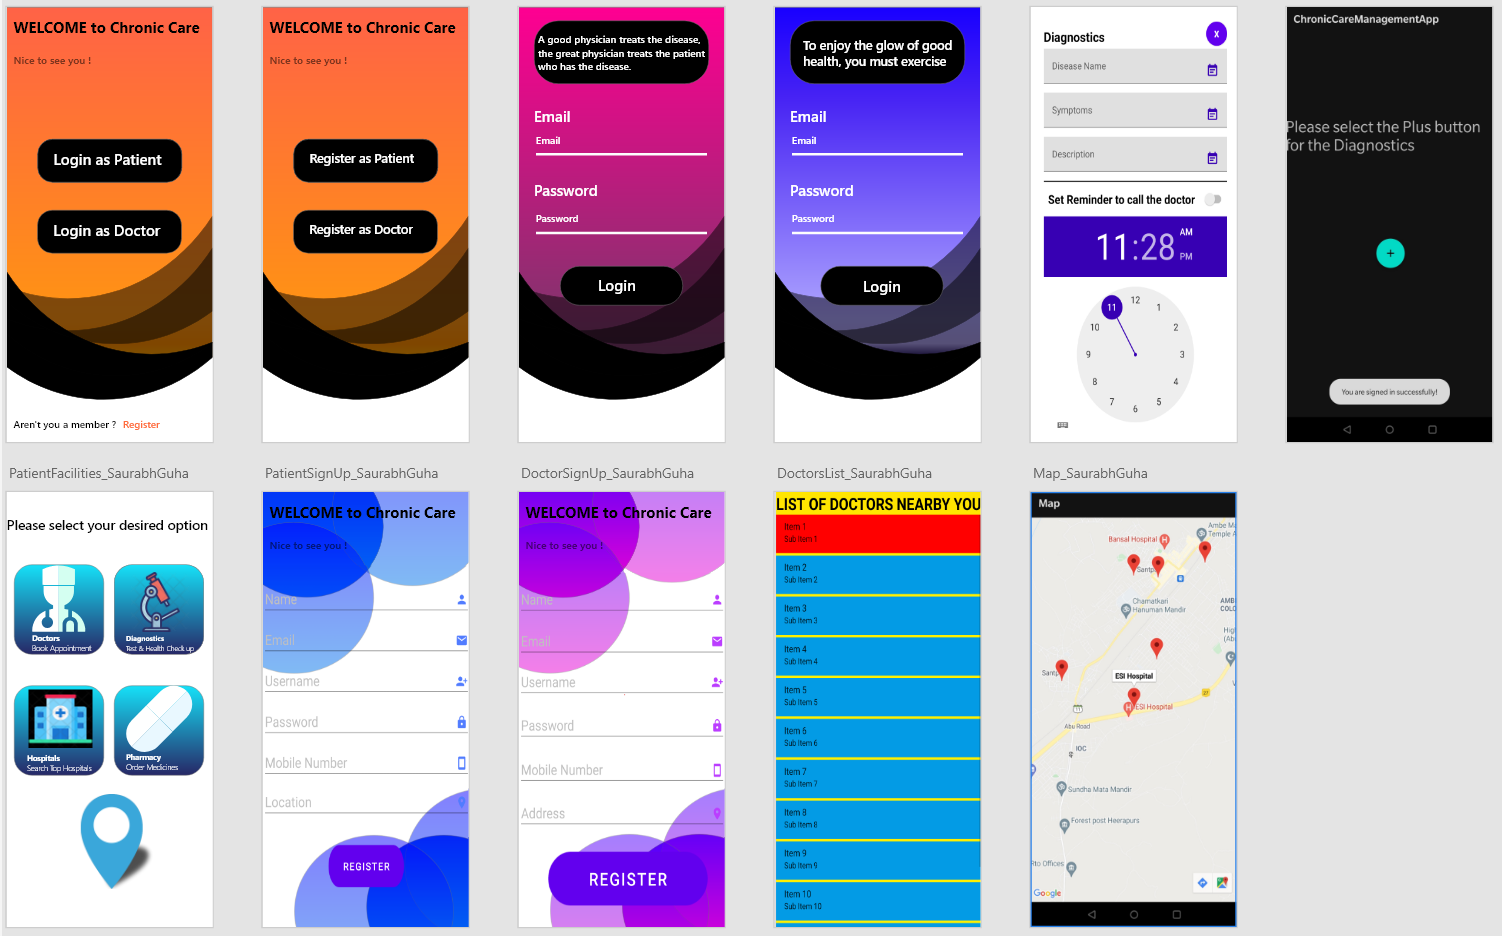 WELCOME to Chronic Care
Nice to see you !
Login as Patient
Login as Doctor
Aren't you a member ? Register
WELCOME to Chronic Care
Nice to see you !
Register as Patient
Register as Doctor
A good physician treats the disease,
the great physician treats the patient
who has the disease.
Email
Email
Password
Password
Login
To enjoy the glow of good
health, you must exercise
Email
Email
Password
Password
Login
Diagnostics
X
Disease Name
Symptoms
Description
Set Reminder to call the doctor
11:28
AM
PM
12
11
1
10
2
9
3
8
4
7
5
6
ChronicCareManagementApp
Please select the Plus button
for the Diagnostics
+
You are signed in successfully!
PatientFacilities_SaurabhGuha
Please select your desired option
Doctors
Book Appointment
Diagnostics
Test & Health Check up
Hospitals
Search Top Hospitals
Pharmacy
Order Medicines
PatientSignUp_SaurabhGuha
WELCOME to Chronic Care
Nice to see you !
Name
Email
Username
Password
Mobile Number
Location
REGISTER
DoctorSignUp_SaurabhGuha
WELCOME to Chronic Care
Nice to see you !
Name
Email
Username
Password
Mobile Number
Address
REGISTER
DoctorsList_SaurabhGuha
LIST OF DOCTORS NEARBY YOU
Item 1
Sub Item 1
Item 2
Sub Item 2
Item 3
Sub Item 3
Item 4
Sub Item 4
Item 5
Sub Item 5
Item 6
Sub Item 6
Item 7
Sub Item 7
Item 8
Sub Item 8
Item 9
Sub Item 9
Item 10
Sub Item 10
Map_SaurabhGuha
Map
Ambe M
Temple A
Bansal Hospital
Santp
Chamatkari
Hanuman Mandir
AMB
COLO
High
(Ab
Santp
ESI Hospital
ESI Hospital
27
Abu Road
IOC
Sundha Mata Mandir
Forest post Heerapurs
Rto Offices
Google